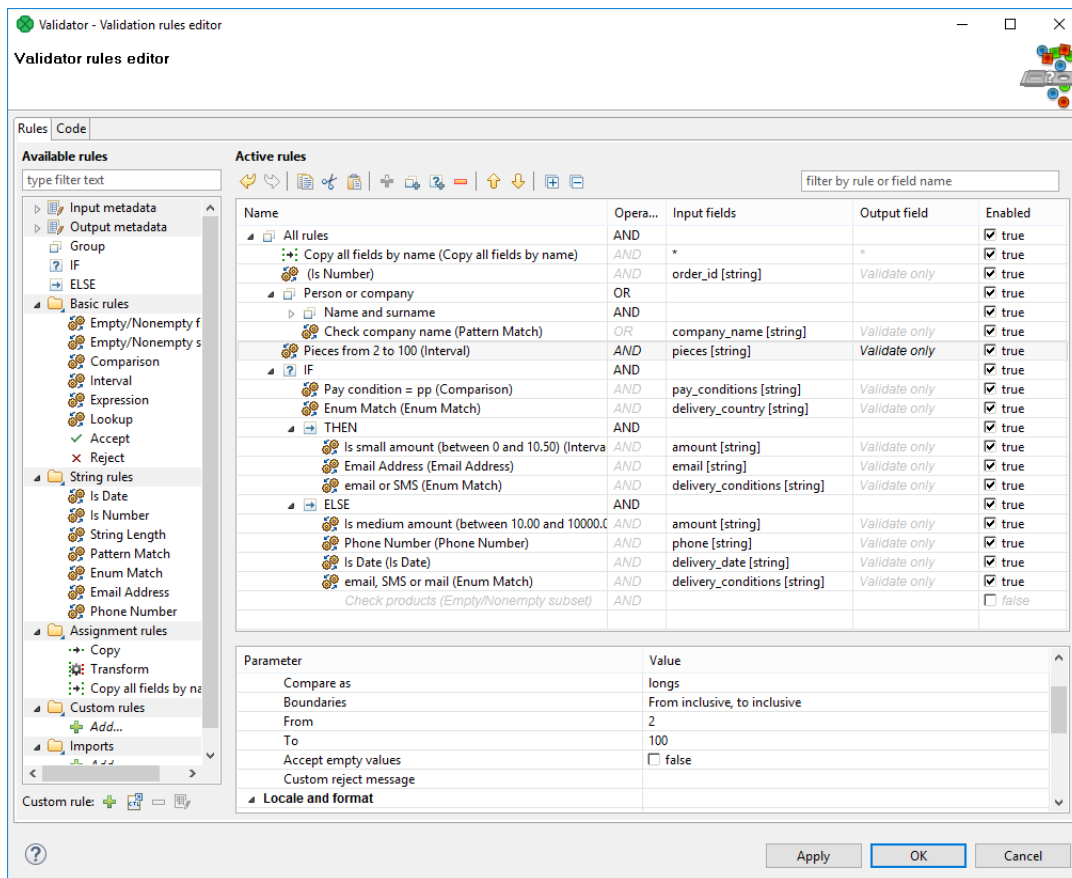 Validator - Validation rules editor
Validator rules editor
Rules Code
Available rules
type filter text
Input metadata
Output metadata
Group
IF
ELSE
Basic rules
Empty/Nonempty f
Empty/Nonempty s
Comparison
Interval
Expression
Lookup
Accept
Reject
String rules
Is Date
Is Number
String Length
Pattern Match
Enum Match
Email Address
Phone Number
Assignment rules
Copy
Transform
Copy all fields by na
Custom rules
Add...
Imports
Custom rule:
Active rules
filter by rule or field name
Name Opera... Input fields Output field Enabled
All rules AND true
Copy all fields by name (Copy all fields by name) AND * * true
(Is Number) AND order_id [string] Validate only true
Person or company OR true
Name and surname AND true
Check company name (Pattern Match) OR company_name [string] Validate only true
Pieces from 2 to 100 (Interval) AND pieces [string] Validate only true
IF AND true
Pay condition = pp (Comparison) AND pay_conditions [string] Validate only true
Enum Match (Enum Match) AND delivery_country [string] Validate only true
THEN AND true
Is small amount (between 0 and 10.50) (Interva AND amount [string] Validate only true
Email Address (Email Address) AND email [string] Validate only true
email or SMS (Enum Match) AND delivery_conditions [string] Validate only true
ELSE AND true
Is medium amount (between 10.00 and 10000.0 AND amount [string] Validate only true
Phone Number (Phone Number) AND phone [string] Validate only true
Is Date (Is Date) AND delivery_date [string] Validate only true
email, SMS or mail (Enum Match) AND delivery_conditions [string] Validate only true
Check products (Empty/Nonempty subset) AND false
Parameter Value
Compare as longs
Boundaries From inclusive, to inclusive
From 2
To 100
Accept empty values false
Custom reject message
Locale and format
Apply OK Cancel